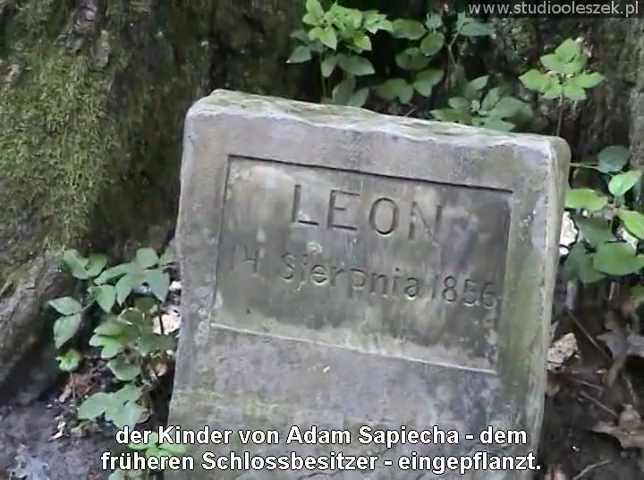 www.studiooleszek.pl
LEON
14 Sierpnia 1856
der Kinder von Adam Sapiecha - dem
früheren Schlossbesitzer - eingepflanzt.